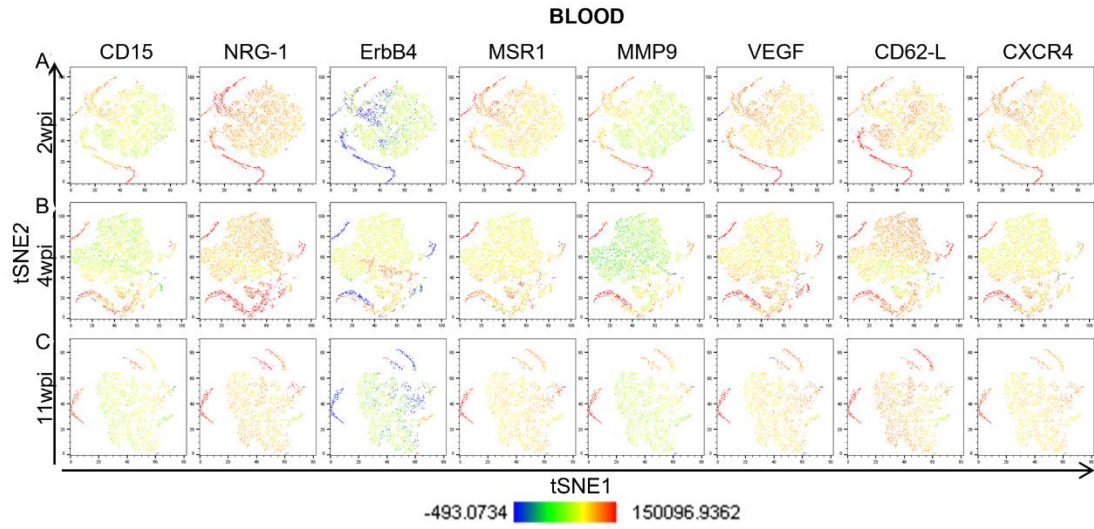 BLOOD
CD15 NRG-1 ErbB4 MSR1 MMP9 VEGF CD62-L CXCR4
A
2wpi
B
4wpi
C
11wpi
tSNE2
tSNE1
-493.0734 150096.9362